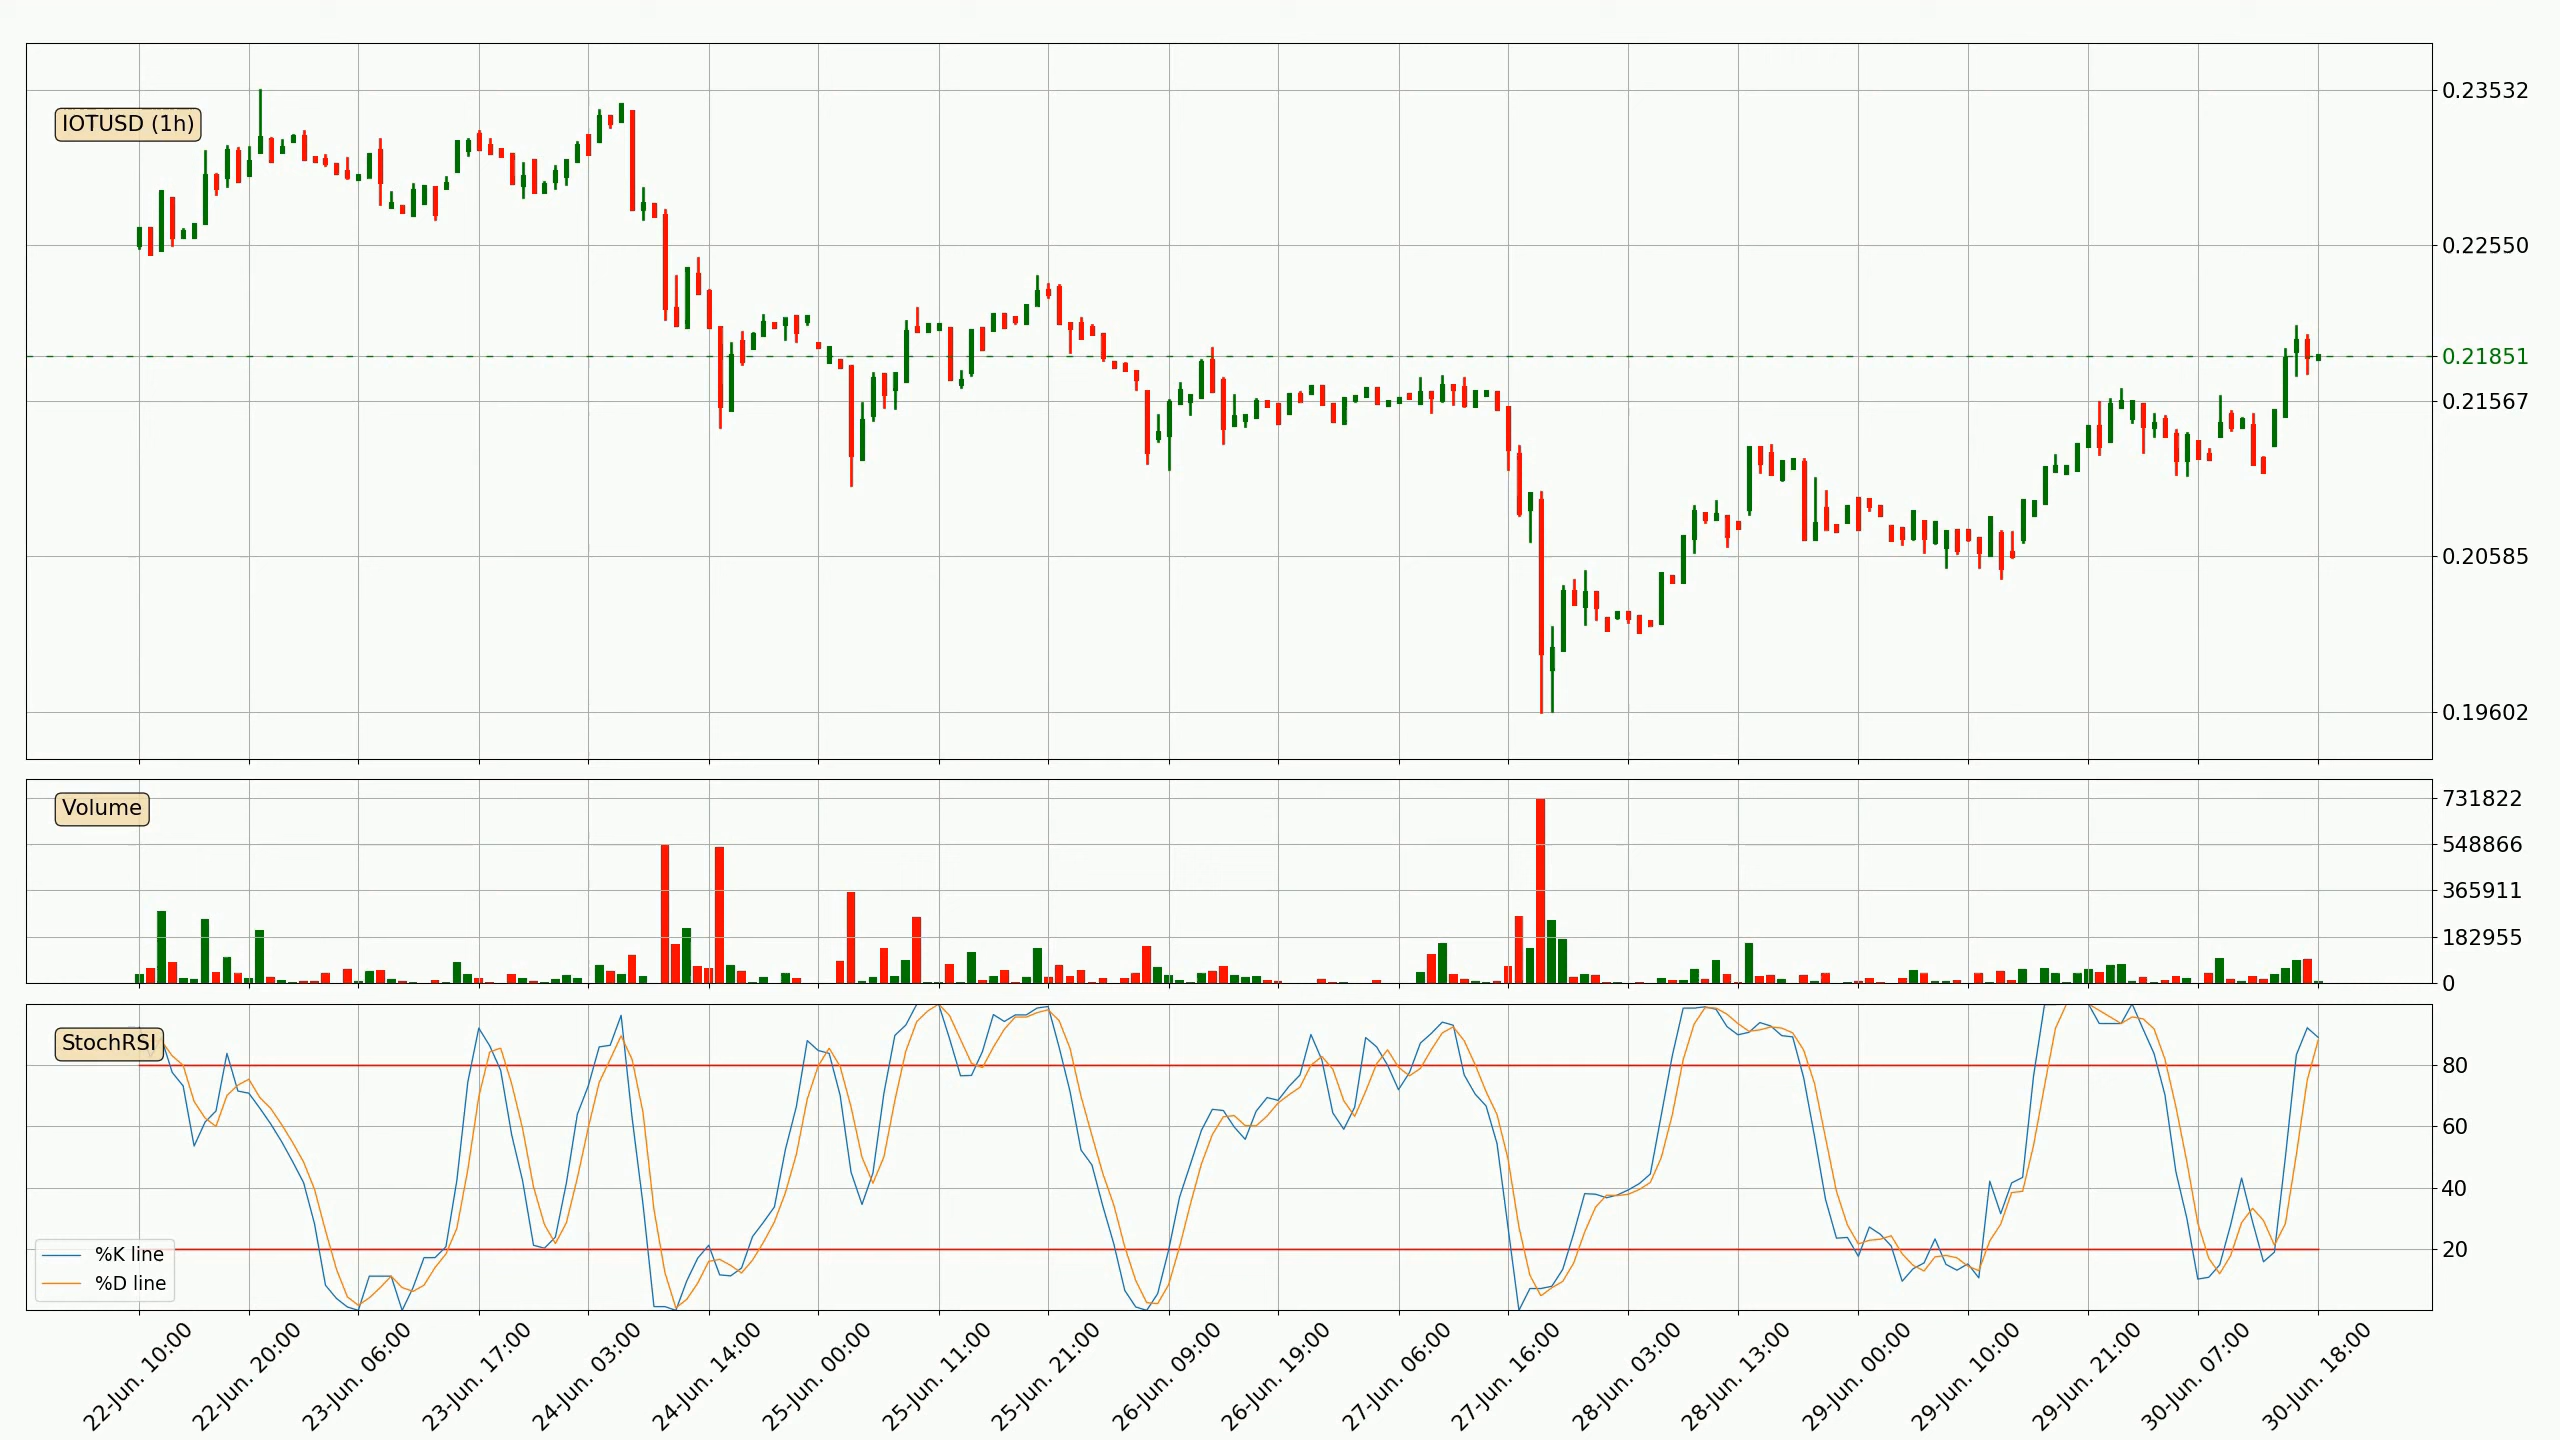 IOTUSD (1h)
0.23532
0.22550
0.21851
0.21567
0.20585
0.19602
Volume
731822
548866
365911
182955
0
StochRSI
80
60
40
20
%K line
%D line
22-Jun. 10:00
22-Jun. 20:00
23-Jun. 06:00
23-Jun. 17:00
24-Jun. 03:00
24-Jun. 14:00
25-Jun. 00:00
25-Jun. 11:00
25-Jun. 21:00
26-Jun. 09:00
26-Jun. 19:00
27-Jun. 06:00
27-Jun. 16:00
28-Jun. 03:00
28-Jun. 13:00
29-Jun. 00:00
29-Jun. 10:00
29-Jun. 21:00
30-Jun. 07:00
30-Jun. 18:00